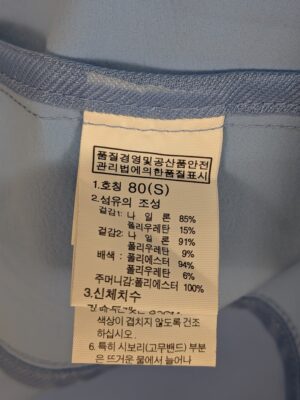 품질경영및공산품안전
관리법에의한품질표시
1.호칭 80(S)
2.섬유의 조성
겉감1: 나 일 론 85%
폴리우레탄 15%
겉감2: 나 일 론 91%
폴리우레탄 9%
배색 : 폴리에스터 94%
폴리우레탄 6%
주머니감:폴리에스터 100%
3.신체치수
색상이 겹치지 않도록 건조
하십시오 .
6. 특히 시보리(고무밴드) 부분
은 뜨거운 물에서 늘어나